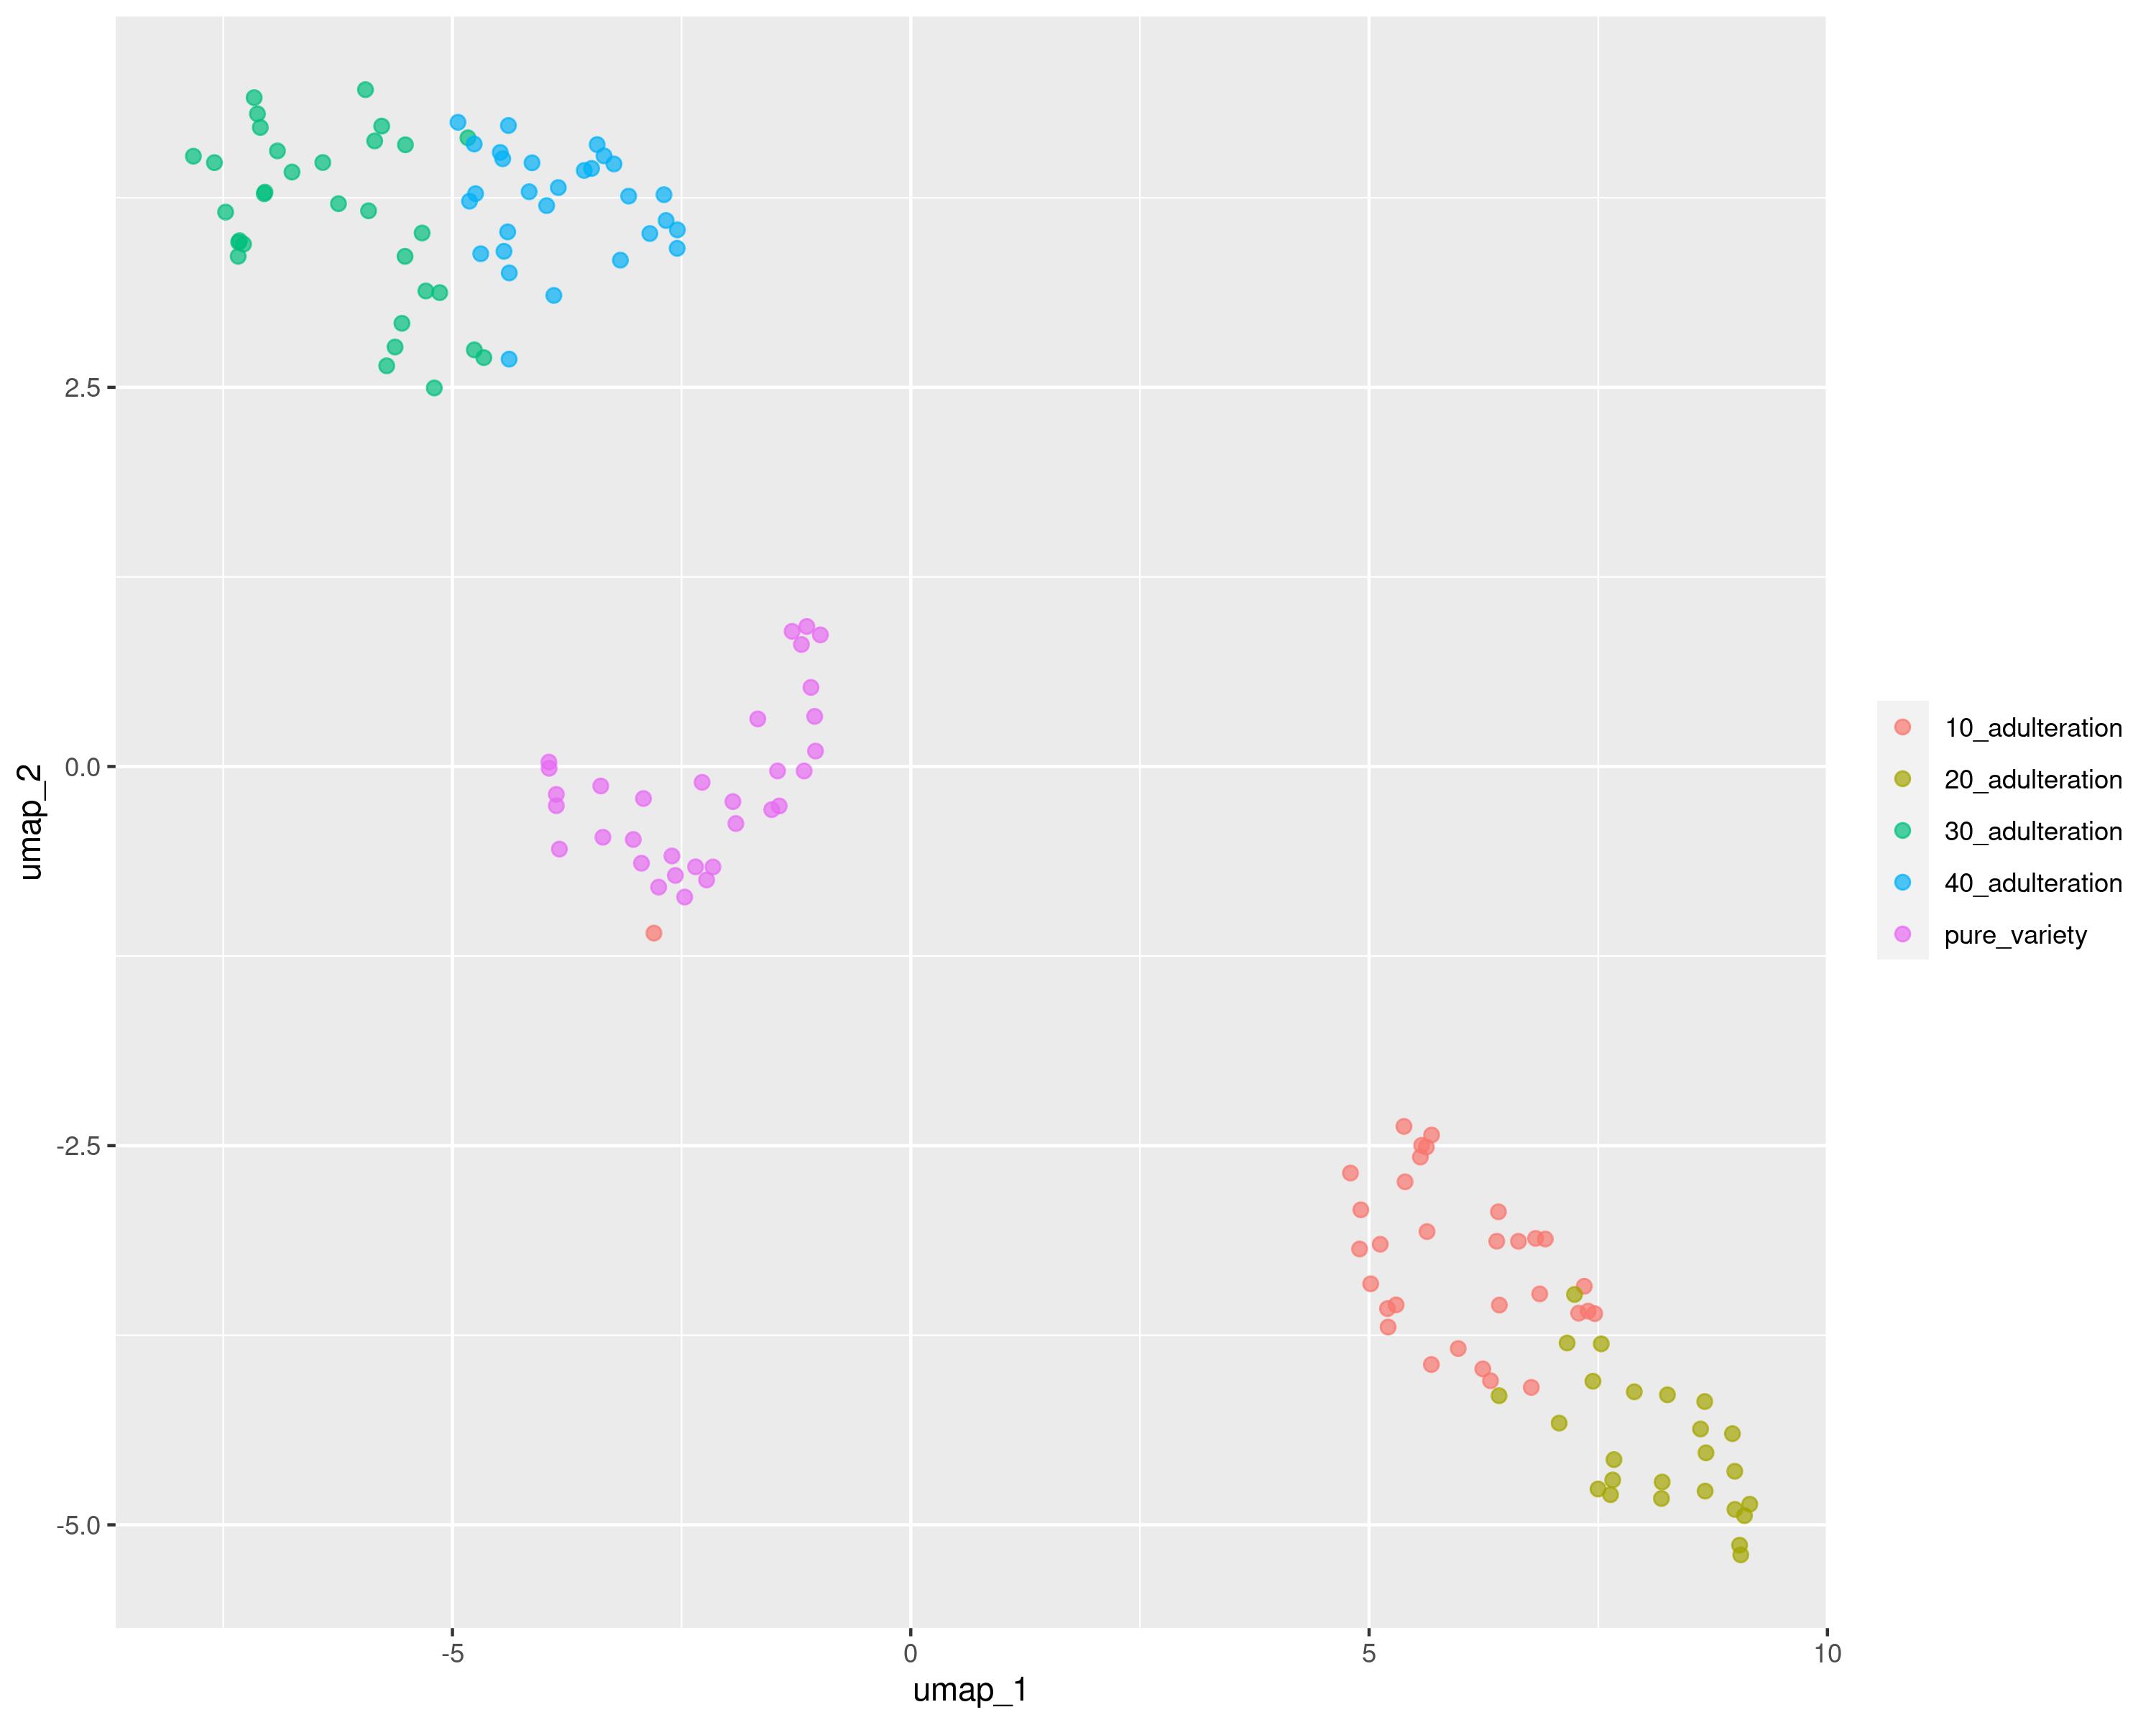 umap_2
2.5
0.0
-2.5
-5.0
-5
0
5
10
umap_1
10_adulteration
20_adulteration
30_adulteration
40_adulteration
pure_variety